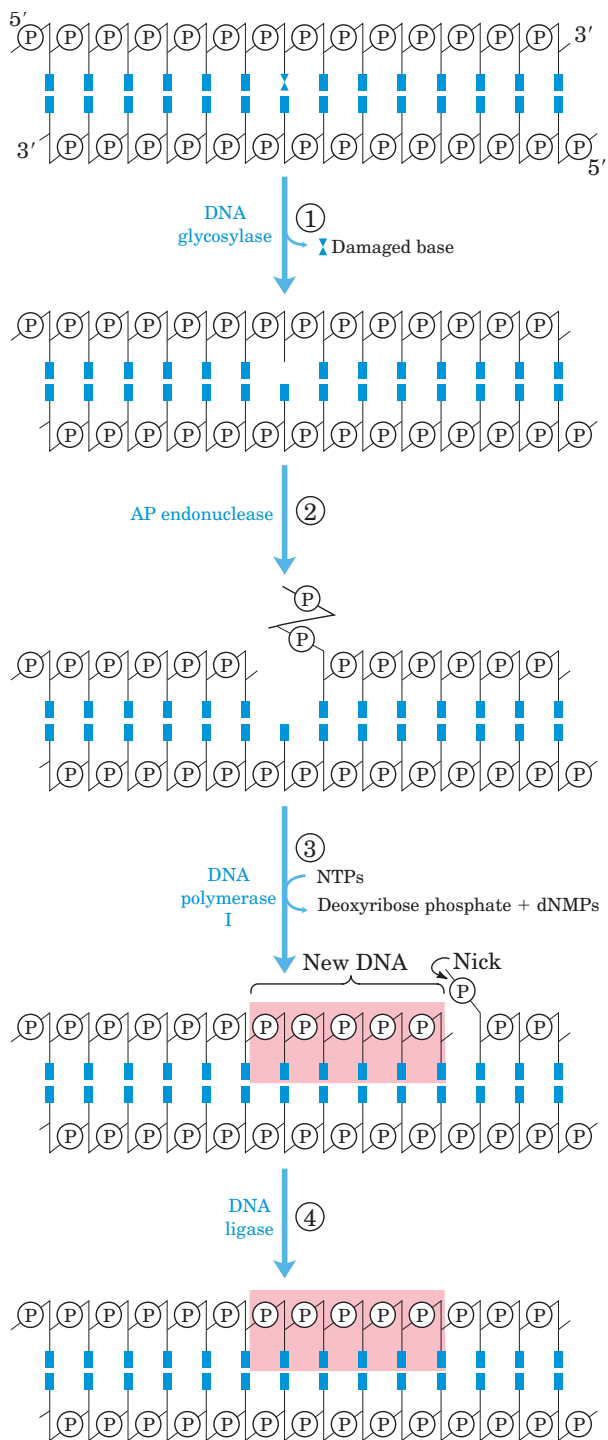 5′
P P P P P P P P P P P P P P 3′
3′ P P P P P P P P P P P P P P
5′
DNA
glycosylase
1
Damaged base
P P P P P P P P P P P P P P
P P P P P P P P P P P P P P
AP endonuclease
2
P
P
P P P P P P P P P P P P
P P P P P P P P P P P P P P
DNA
polymerase
I
3
NTPs
Deoxyribose phosphate + dNMPs
New DNA
Nick
P
P P P P P P P P P P P P P
P P P P P P P P P P P P P P
DNA
ligase
4
P P P P P P P P P P P P P P
P P P P P P P P P P P P P P